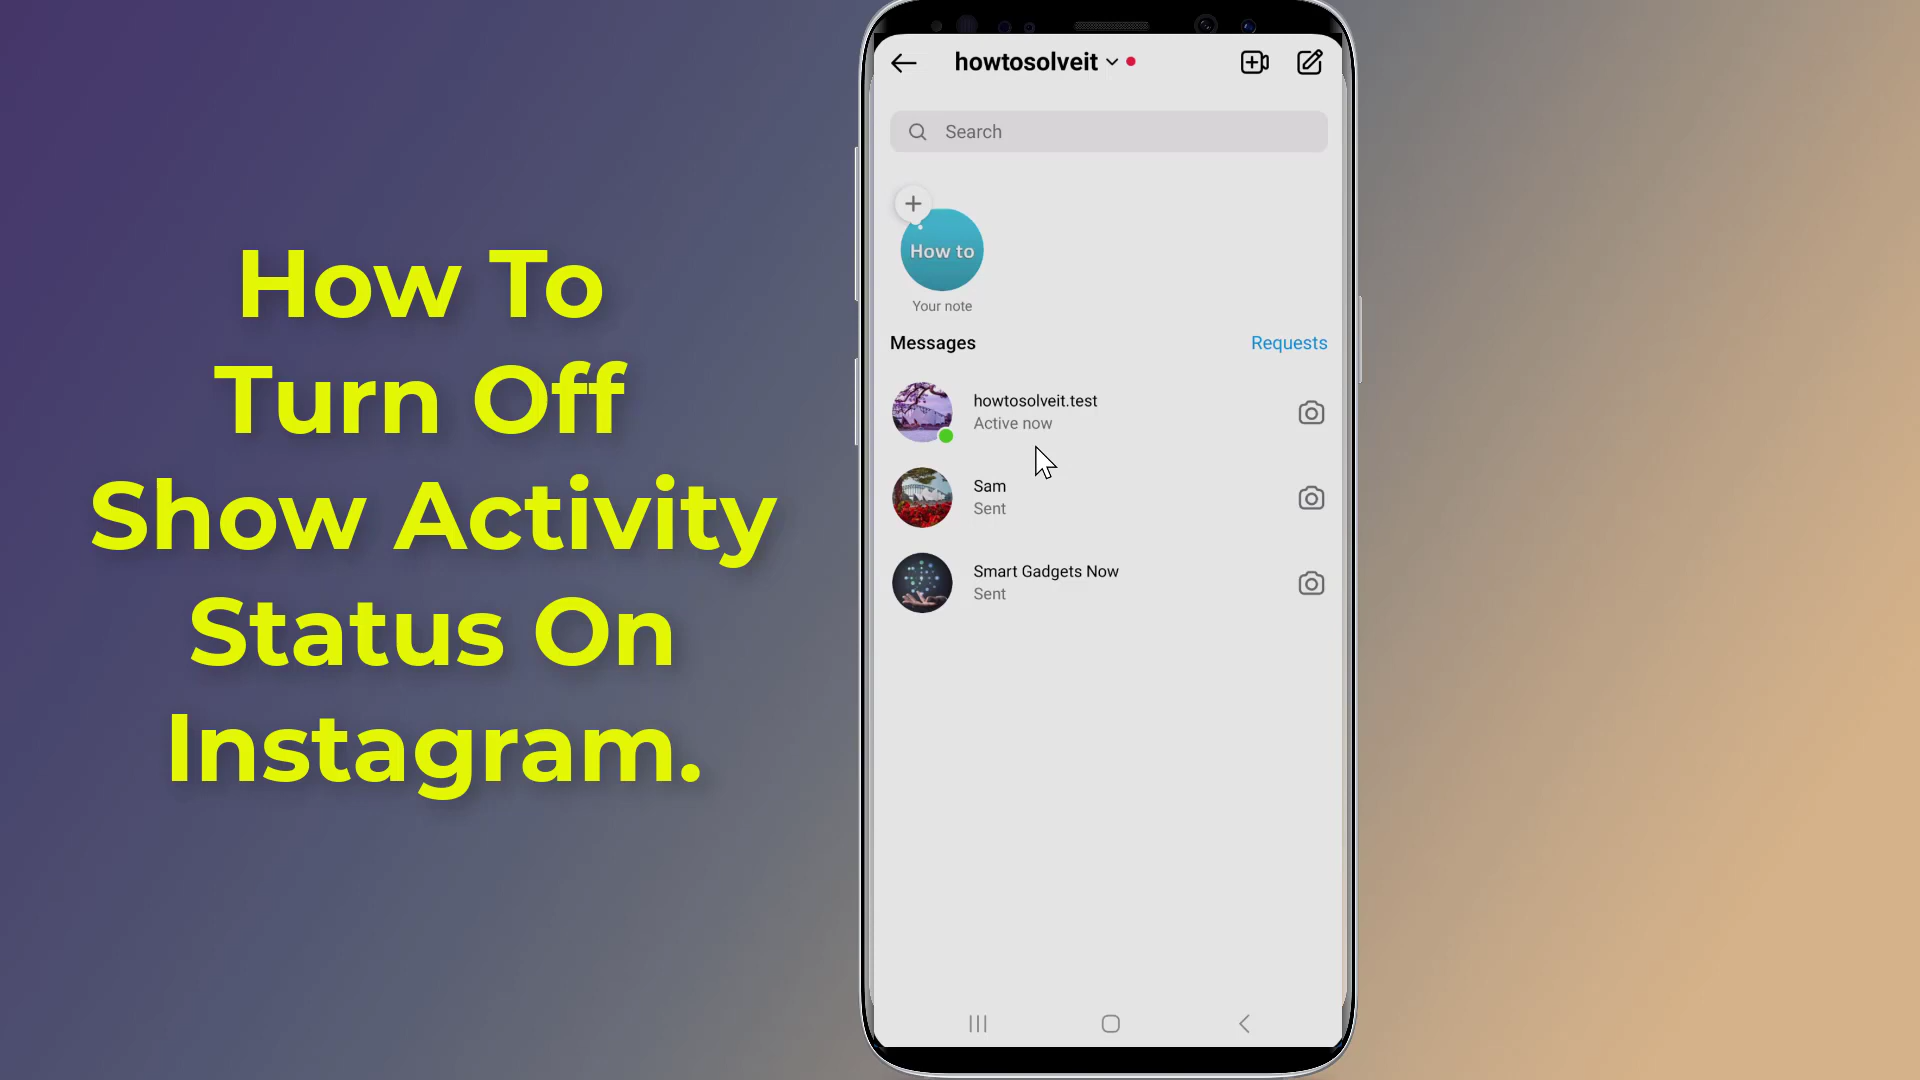 How To
Turn Off
Show Activity
Status On
Instagram.
howtosolveit
Search
How to
Your note
Messages
Requests
howtosolveit.test
Active now
Sam
Sent
Smart Gadgets Now
Sent